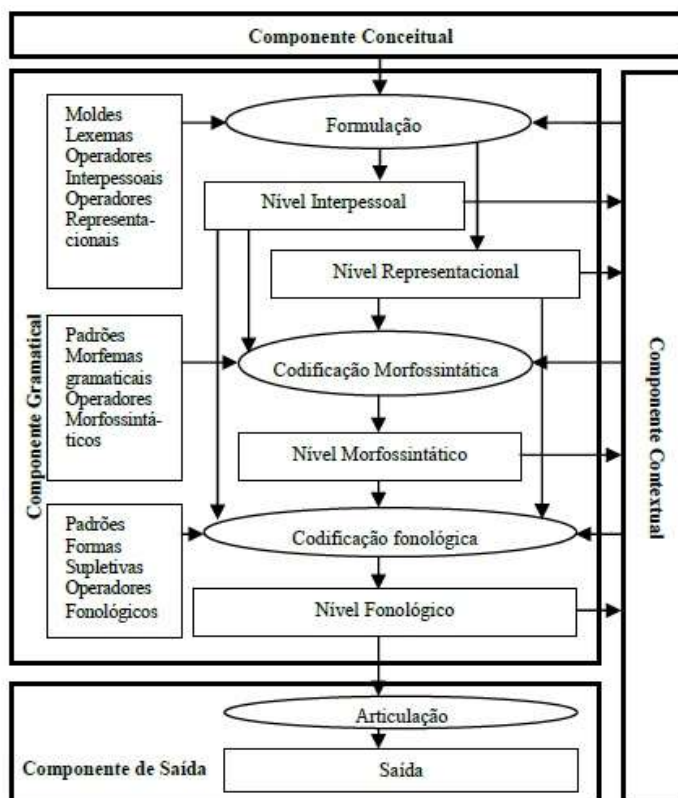 Componente Conceitual
Moldes
Lexemas
Operadores
Interpessoais
Operadores
Representa-
cionais
Formulação
Nível Interpessoal
Nível Representacional
Componente Gramatical
Padrões
Morfemas
gramaticais
Operadores
Morfossintá-
ticos
Codificação Morfossintática
Nível Morfossintático
Componente Contextual
Padrões
Formas
Supletivas
Operadores
Fonológicos
Codificação fonológica
Nível Fonológico
Articulação
Componente de Saída
Saída